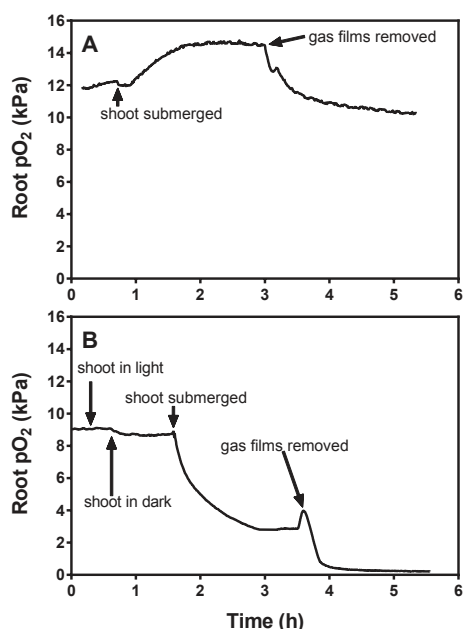 16
A
gas films removed
14
12
shoot submerged
10
8
6
4
2
0
Root pO2 (kPa)
0 1 2 3 4 5 6
16
B
shoot in light
14
shoot submerged
12
10
gas films removed
8
6
shoot in dark
4
2
0
Root pO2 (kPa)
0 1 2 3 4 5 6
Time (h)